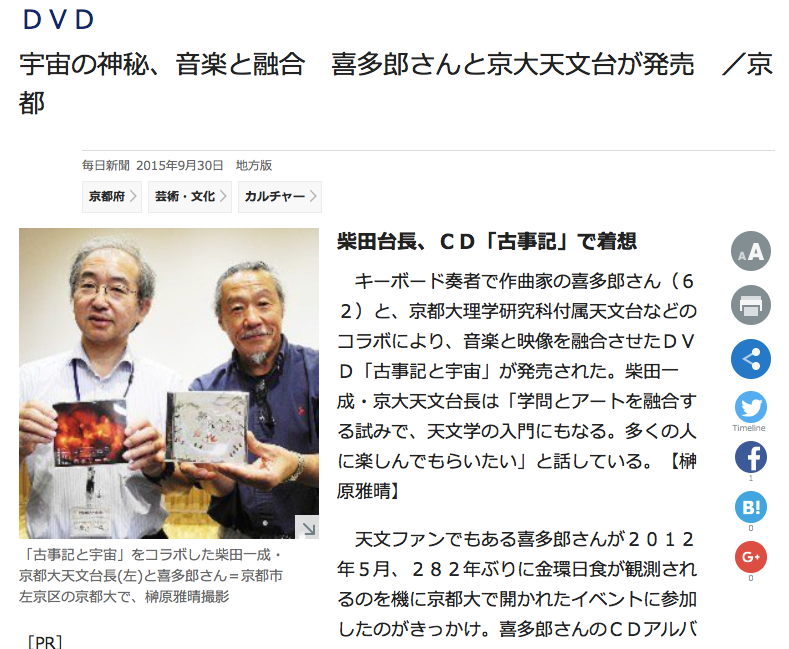 ＤＶＤ
宇宙の神秘、音楽と融合　喜多郎さんと京大天文台が発売　／京
都
毎日新聞 2015年9月30日　地方版
京都府
芸術・文化
カルチャー
柴田台長、ＣＤ「古事記」で着想
　キーボード奏者で作曲家の喜多郎さん（６
２）と、京都大理学研究科付属天文台などの
コラボにより、音楽と映像を融合させたＤＶ
Ｄ「古事記と宇宙」が発売された。柴田一
成・京大天文台長は「学問とアートを融合す
る試みで、天文学の入門にもなる。多くの人
に楽しんでもらいたい」と話している。【榊
原雅晴】
　天文ファンでもある喜多郎さんが２０１２
年５月、２８２年ぶりに金環日食が観測され
るのを機に京都大で開かれたイベントに参加
したのがきっかけ。喜多郎さんのＣＤアルバ
「古事記と宇宙」をコラボした柴田一成・
京都大天文台長(左)と喜多郎さん＝京都市
左京区の京都大で、榊原雅晴撮影
［PR］
AA
Timeline
f
1
B!
0
G+
0